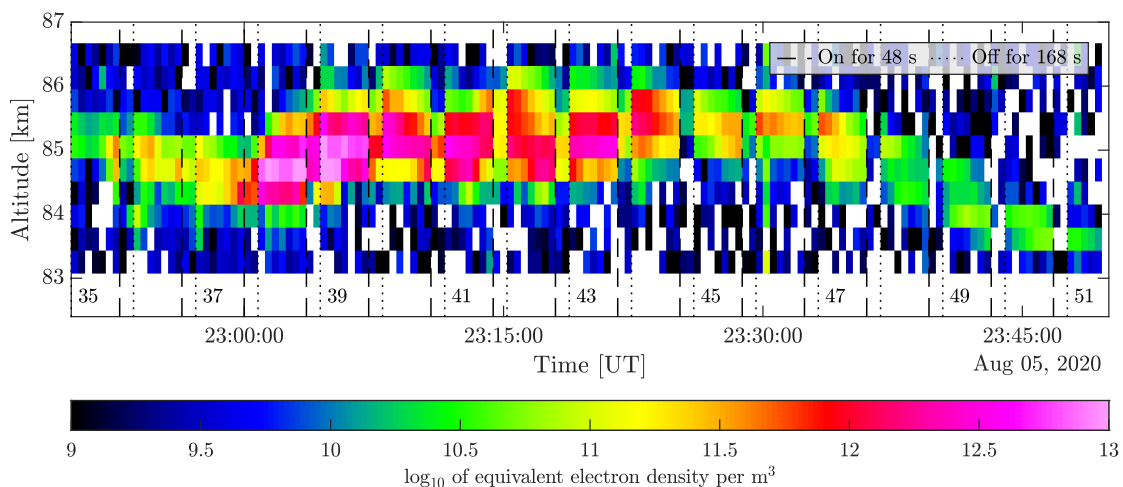 87
86
85
84
83
Altitude [km]
On for 48 s Off for 168 s
35 37 39 41 43 45 47 49 51
23:00:00 23:15:00 23:30:00 23:45:00
Time [UT]
Aug 05, 2020
9 9.5 10 10.5 11 11.5 12 12.5 13
log₁₀ of equivalent electron density per m³